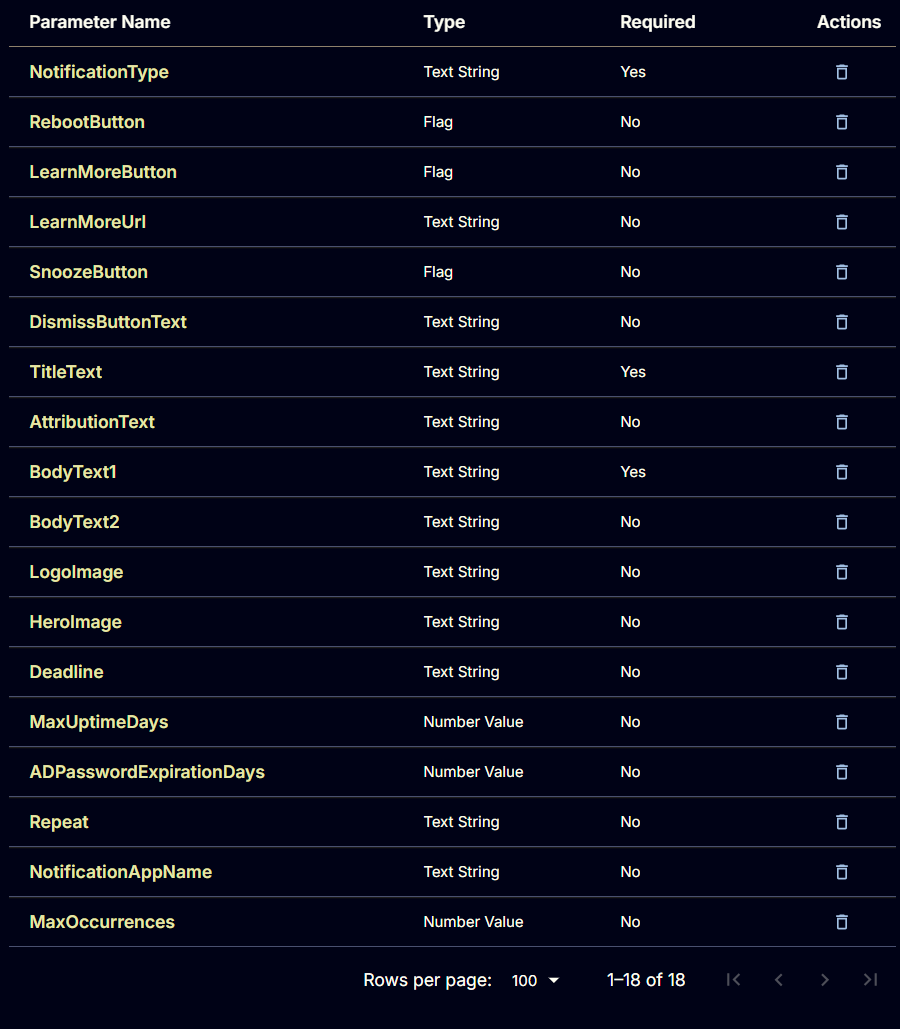 Parameter Name Type Required Actions
NotificationType Text String Yes
RebootButton Flag No
LearnMoreButton Flag No
LearnMoreUrl Text String No
SnoozeButton Flag No
DismissButtonText Text String No
TitleText Text String Yes
AttributionText Text String No
BodyText1 Text String Yes
BodyText2 Text String No
LogoImage Text String No
HeroImage Text String No
Deadline Text String No
MaxUptimeDays Number Value No
ADPasswordExpirationDays Number Value No
Repeat Text String No
NotificationAppName Text String No
MaxOccurrences Number Value No
Rows per page: 100 1–18 of 18